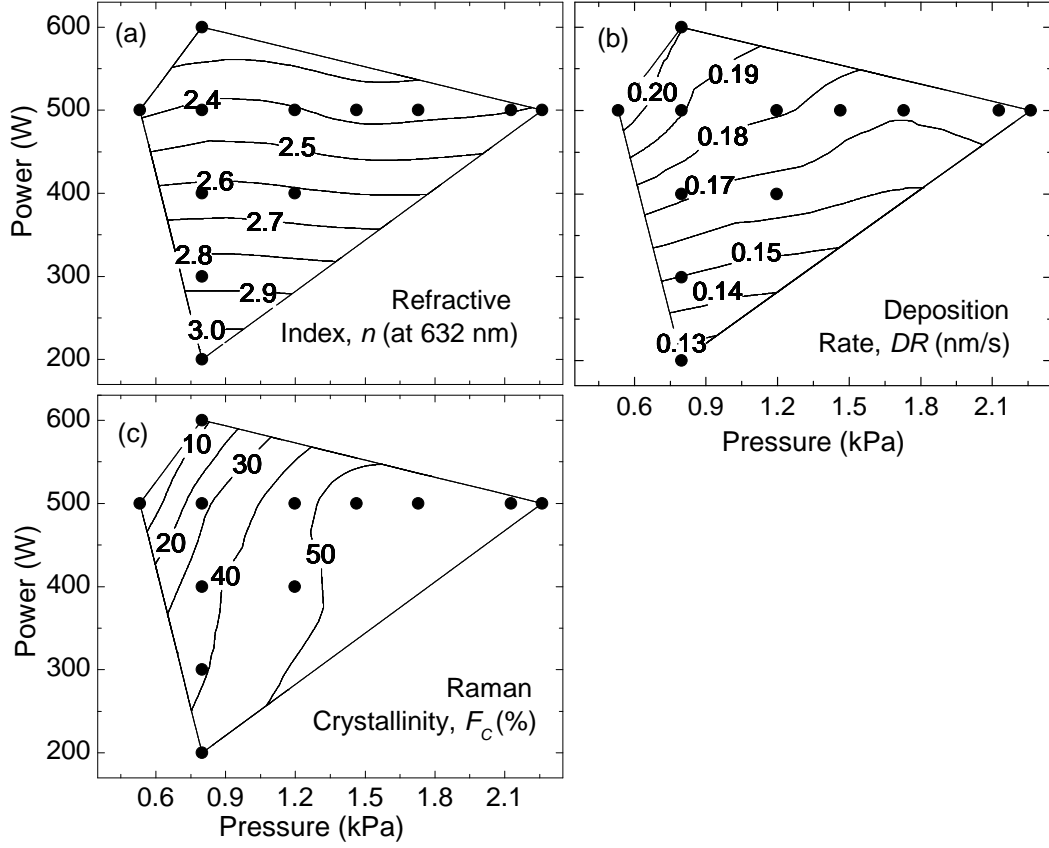 (a)
600
500
400
300
200
Power (W)
2.4
2.5
2.6
2.7
2.8
2.9
3.0
Refractive
Index, n (at 632 nm)
(b)
0.20
0.19
0.18
0.17
0.15
0.14
0.13
Deposition
Rate, DR (nm/s)
0.6 0.9 1.2 1.5 1.8 2.1
Pressure (kPa)
(c)
600
500
400
300
200
Power (W)
10
30
20
40
50
Raman
Crystallinity, F_C (%)
0.6 0.9 1.2 1.5 1.8 2.1
Pressure (kPa)